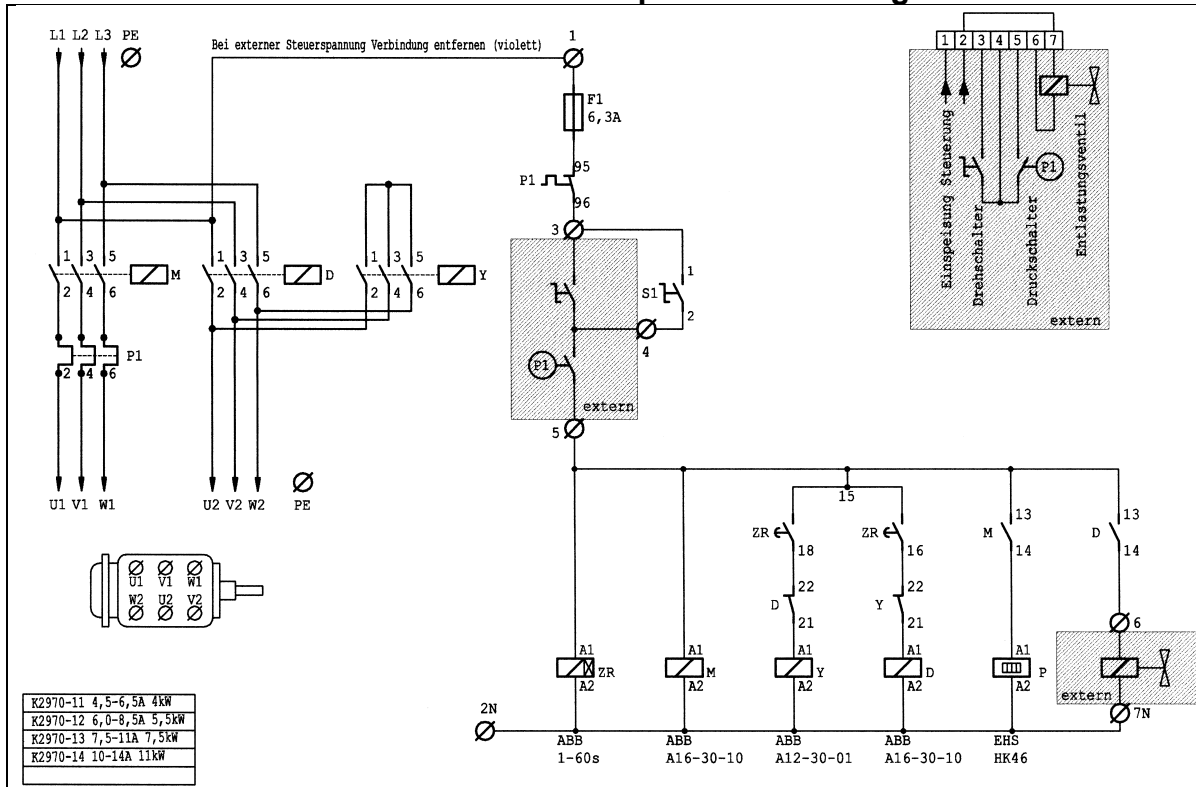 L1 L2 L3 PE
Bei externer Steuerspannung Verbindung entfernen (violett)
1
F1
6,3A
95
P1
96
3
1 3 5
M
2 4 6
1 3 5
D
2 4 6
1 3 5
Y
2 4 6
P1
2 4 6
1
S1
2
4
P1
extern
5
1 2 3 4 5 6 7
Einspeisung Steuerung
Drehschalter
Druckschalter
P1
Entlastungsventil
extern
U1 V1 W1
U2 V2 W2
PE
U1 V1 W1
W2 U2 V2
15
ZR
18
ZR
16
13
M
14
13
D
14
22
D
21
22
Y
21
6
A1
ZR
A2
A1
M
A2
A1
Y
A2
A1
D
A2
A1
P
A2
extern
7N
2N
ABB
1-60s
ABB
A16-30-10
ABB
A12-30-01
ABB
A16-30-10
EHS
HK46
K2970-11 4,5-6,5A 4kW
K2970-12 6,0-8,5A 5,5kW
K2970-13 7,5-11A 7,5kW
K2970-14 10-14A 11kW